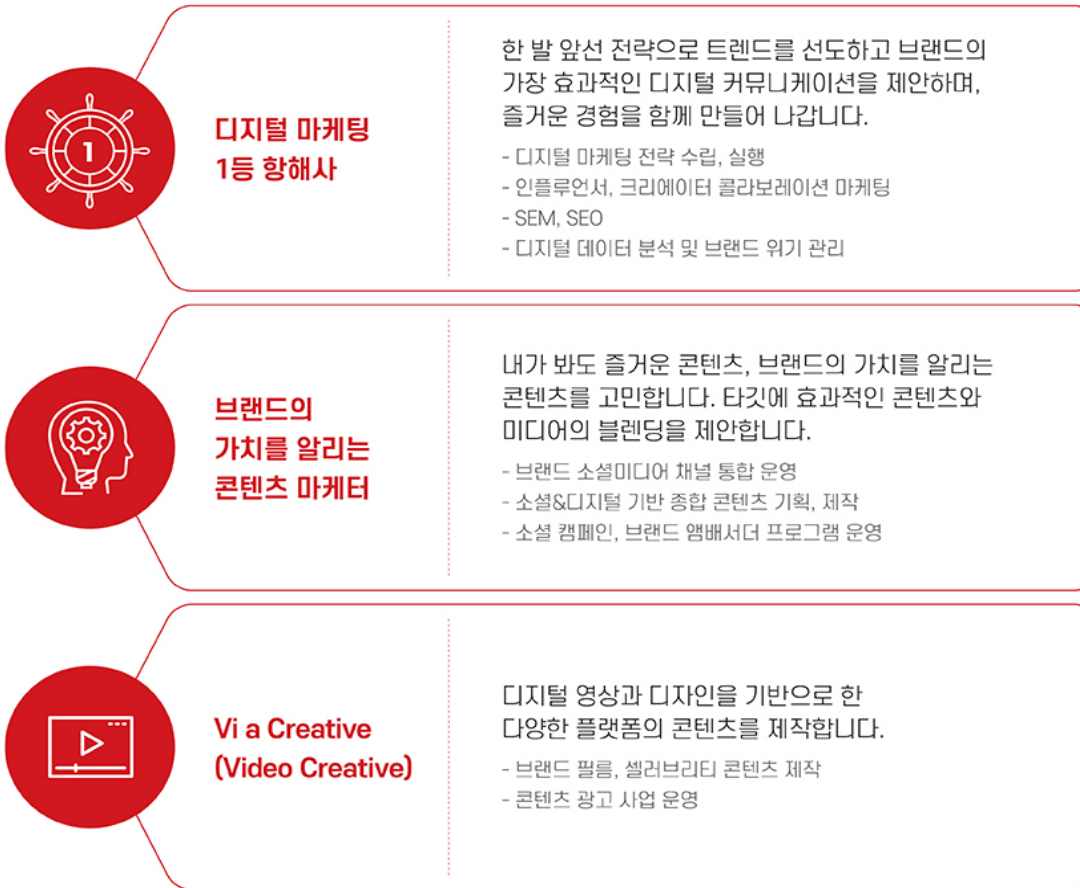 1
디지털 마케팅
1등 항해사
한 발 앞선 전략으로 트렌드를 선도하고 브랜드의
가장 효과적인 디지털 커뮤니케이션을 제안하며,
즐거운 경험을 함께 만들어 나갑니다.
- 디지털 마케팅 전략 수립, 실행
- 인플루언서, 크리에이터 콜라보레이션 마케팅
- SEM, SEO
- 디지털 데이터 분석 및 브랜드 위기 관리
브랜드의
가치를 알리는
콘텐츠 마케터
내가 봐도 즐거운 콘텐츠, 브랜드의 가치를 알리는
콘텐츠를 고민합니다. 타깃에 효과적인 콘텐츠와
미디어의 블렌딩을 제안합니다.
- 브랜드 소셜미디어 채널 통합 운영
- 소셜&디지털 기반 종합 콘텐츠 기획, 제작
- 소셜 캠페인, 브랜드 앰배서더 프로그램 운영
Vi a Creative
(Video Creative)
디지털 영상과 디자인을 기반으로 한
다양한 플랫폼의 콘텐츠를 제작합니다.
- 브랜드 필름, 셀러브리티 콘텐츠 제작
- 콘텐츠 광고 사업 운영